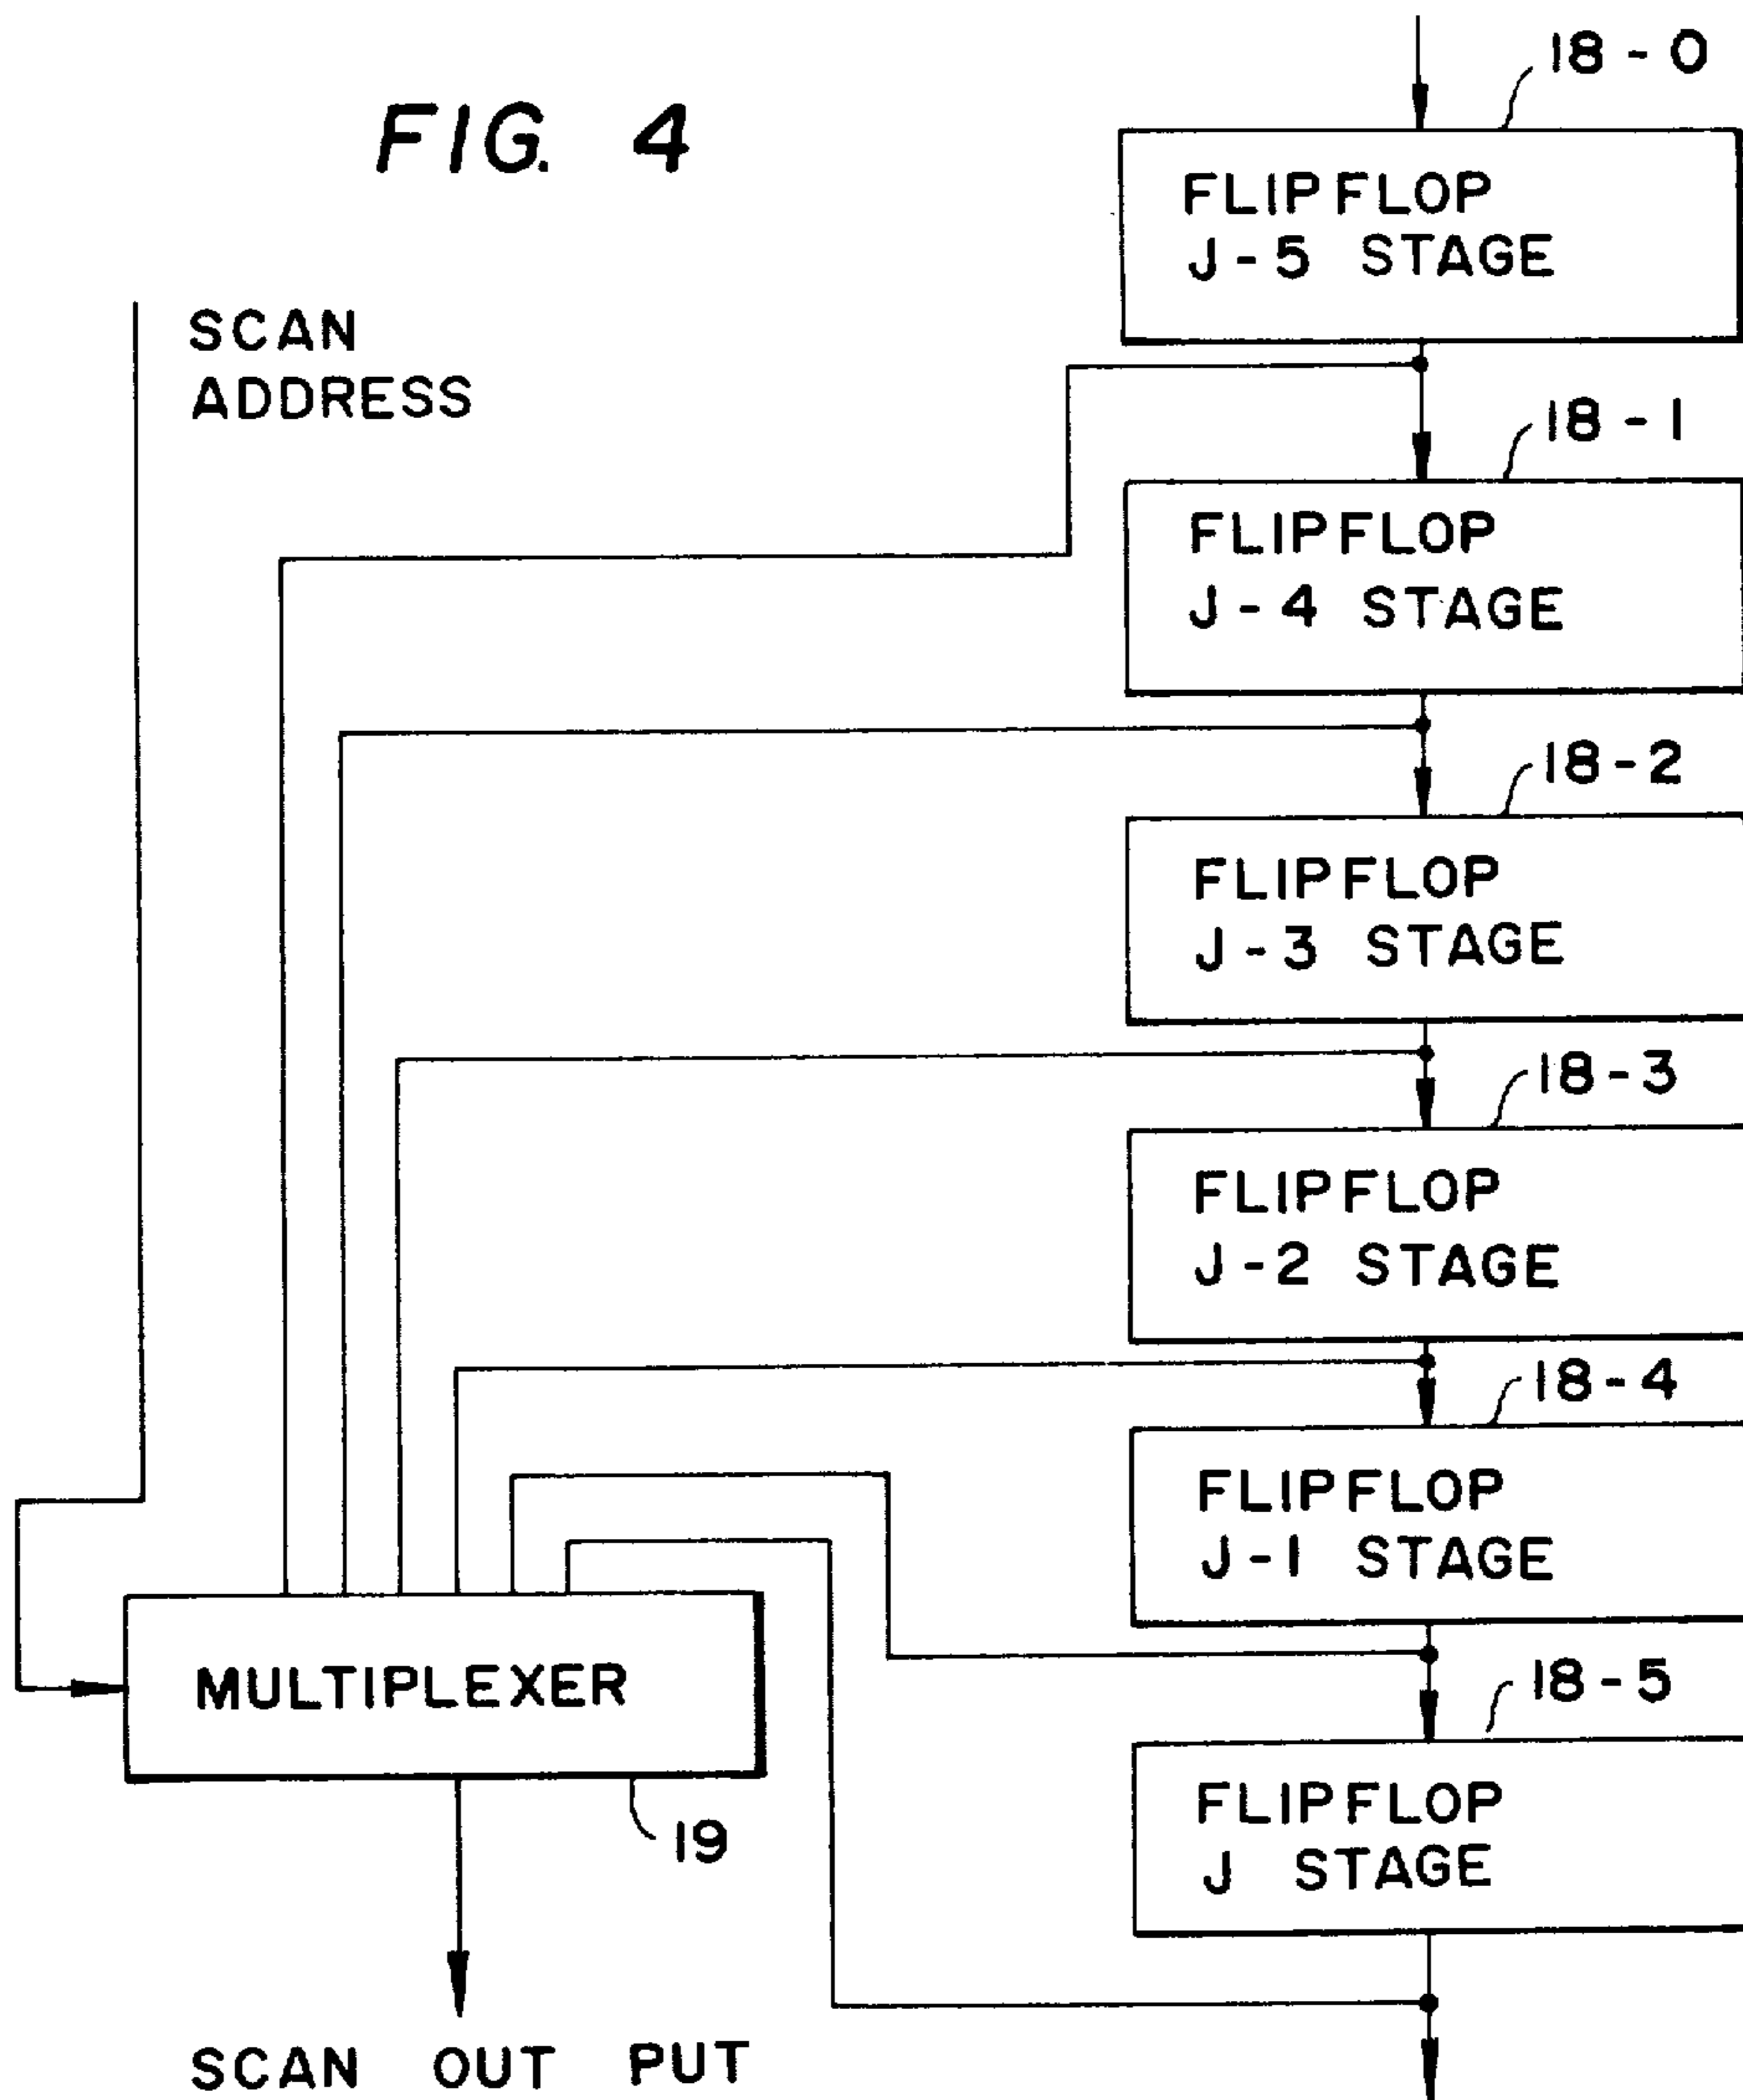 FIG. 4
18-0
FLIPFLOP
J-5 STAGE
SCAN
ADDRESS
18-1
FLIPFLOP
J-4 STAGE
18-2
FLIPFLOP
J-3 STAGE
18-3
FLIPFLOP
J-2 STAGE
18-4
FLIPFLOP
J-1 STAGE
MULTIPLEXER
19
18-5
FLIPFLOP
J STAGE
SCAN OUT PUT